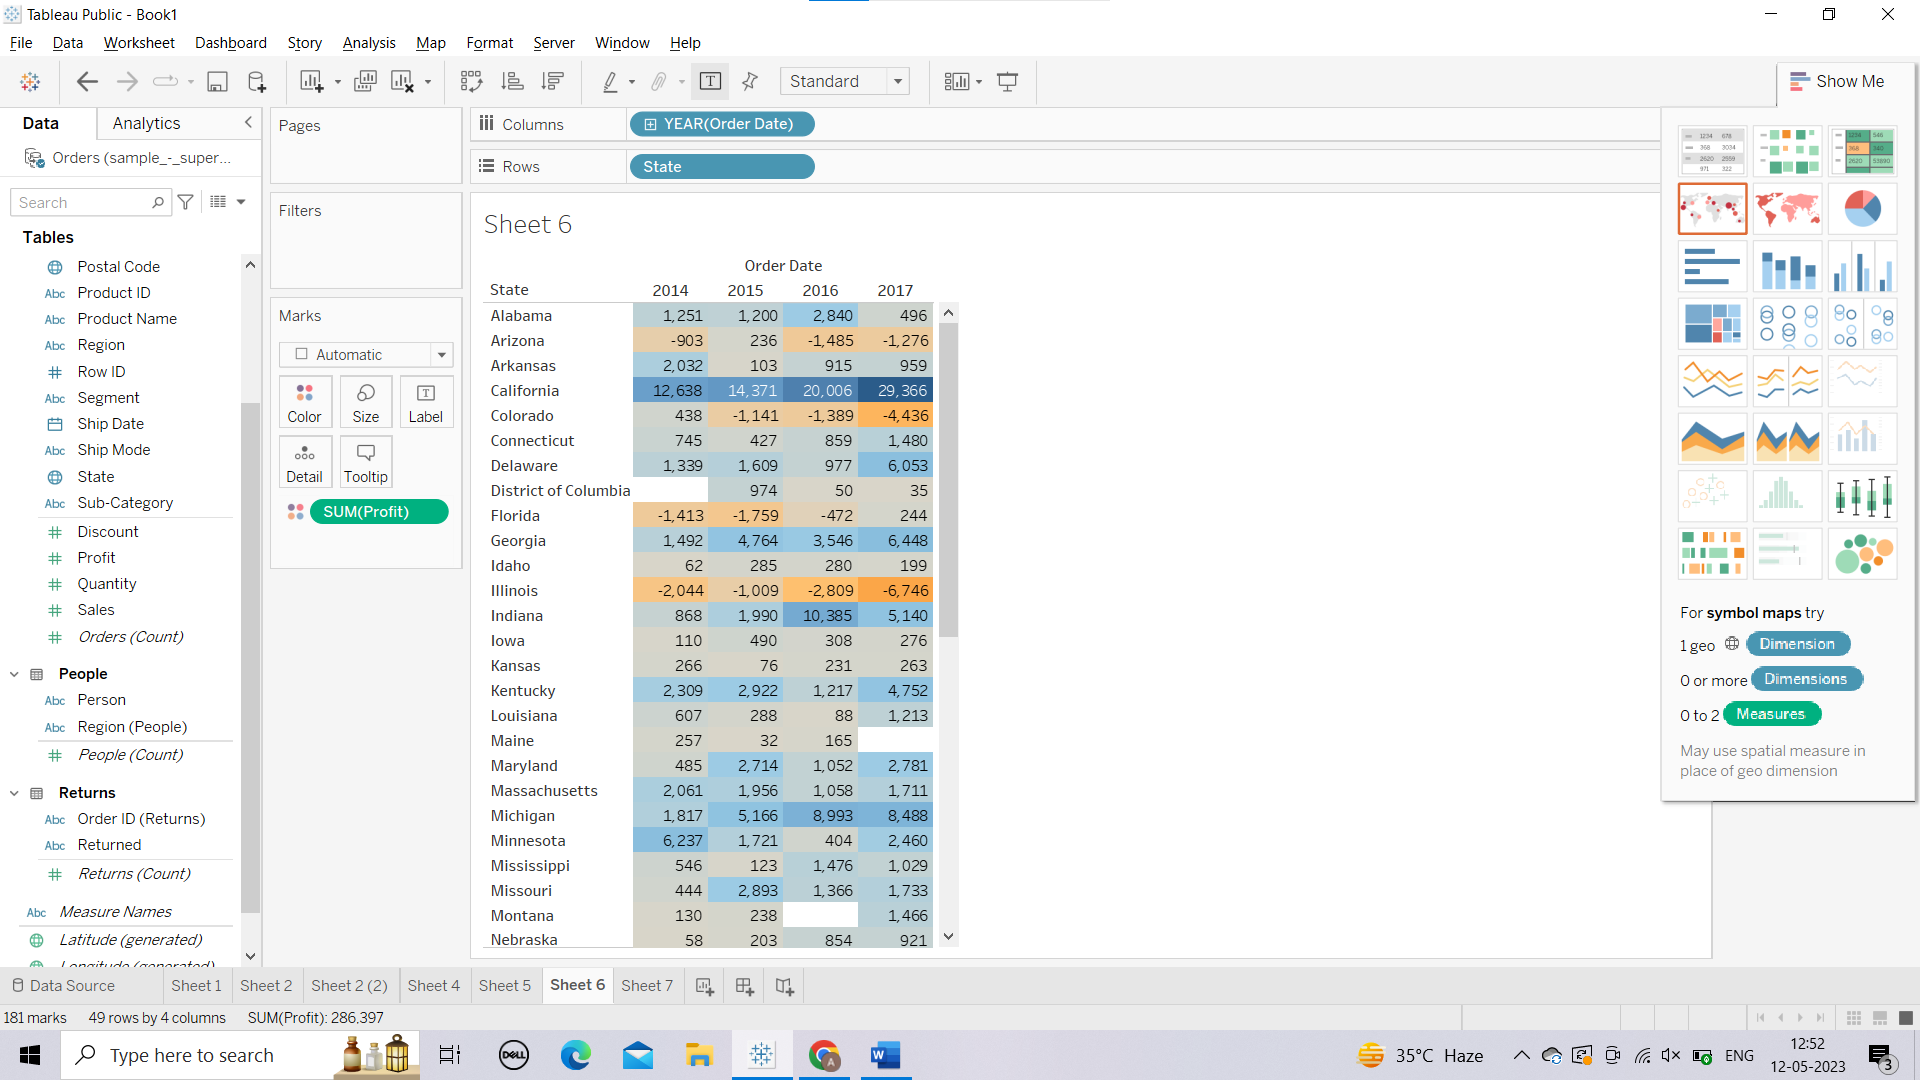 Tableau Public - Book1
File Data Worksheet Dashboard Story Analysis Map Format Server Window Help
Standard
Show Me
Data Analytics
Orders (sample_-_super...
Search
Tables
Postal Code
Abc Product ID
Abc Product Name
Abc Region
Row ID
Abc Segment
Ship Date
Abc Ship Mode
State
Abc Sub-Category
Discount
Profit
Quantity
Sales
Orders (Count)
People
Abc Person
Abc Region (People)
People (Count)
Returns
Abc Order ID (Returns)
Abc Returned
Returns (Count)
Abc Measure Names
Latitude (generated)
Longitude (generated)
Pages
Filters
Marks
Automatic
Color Size Label
Detail Tooltip
SUM(Profit)
Columns YEAR(Order Date)
Rows State
Sheet 6
Order Date
State 2014 2015 2016 2017
Alabama 1,251 1,200 2,840 496
Arizona -903 236 -1,485 -1,276
Arkansas 2,032 103 915 959
California 12,638 14,371 20,006 29,366
Colorado 438 -1,141 -1,389 -4,436
Connecticut 745 427 859 1,480
Delaware 1,339 1,609 977 6,053
District of Columbia 974 50 35
Florida -1,413 -1,759 -472 244
Georgia 1,492 4,764 3,546 6,448
Idaho 62 285 280 199
Illinois -2,044 -1,009 -2,809 -6,746
Indiana 868 1,990 10,385 5,140
Iowa 110 490 308 276
Kansas 266 76 231 263
Kentucky 2,309 2,922 1,217 4,752
Louisiana 607 288 88 1,213
Maine 257 32 165
Maryland 485 2,714 1,052 2,781
Massachusetts 2,061 1,956 1,058 1,711
Michigan 1,817 5,166 8,993 8,488
Minnesota 6,237 1,721 404 2,460
Mississippi 546 123 1,476 1,029
Missouri 444 2,893 1,366 1,733
Montana 130 238 1,466
Nebraska 58 203 854 921
For symbol maps try
1 geo Dimension
0 or more Dimensions
0 to 2 Measures
May use spatial measure in
place of geo dimension
Data Source Sheet 1 Sheet 2 Sheet 2 (2) Sheet 4 Sheet 5 Sheet 6 Sheet 7
181 marks 49 rows by 4 columns SUM(Profit): 286,397
Type here to search
DELL
35°C Haze
ENG
12:52
12-05-2023
3